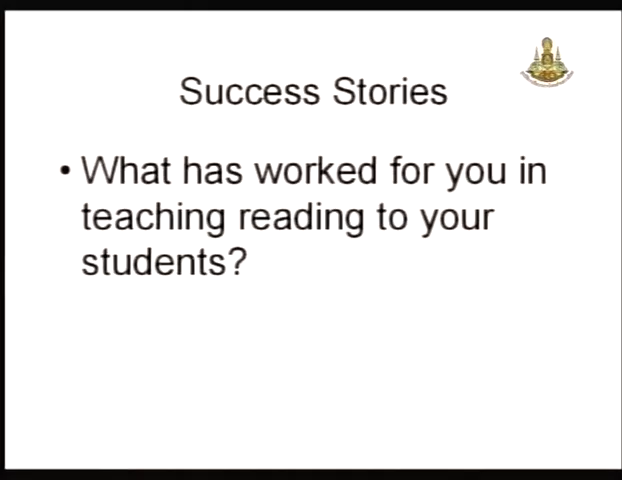 Success Stories
• What has worked for you in
teaching reading to your
students?